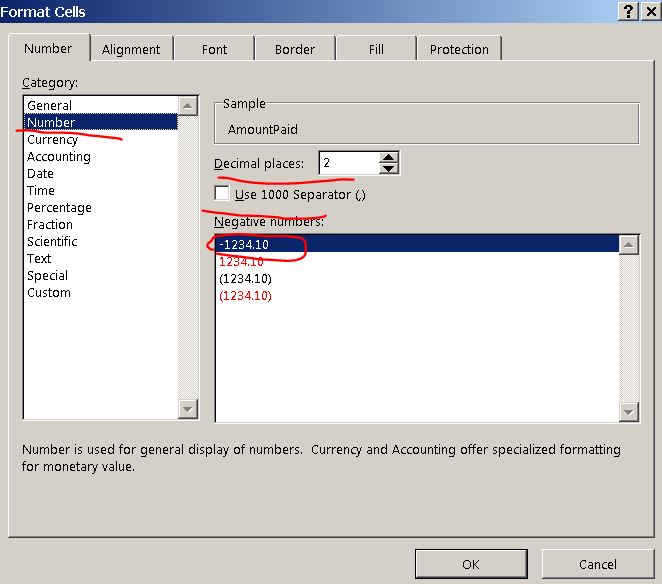 Format Cells
Number Alignment Font Border Fill Protection
Category:
General
Number
Currency
Accounting
Date
Time
Percentage
Fraction
Scientific
Text
Special
Custom
Sample
AmountPaid
Decimal places: 2
Use 1000 Separator (,)
Negative numbers:
-1234.10
1234.10
(1234.10)
(1234.10)
Number is used for general display of numbers.  Currency and Accounting offer specialized formatting
for monetary value.
OK Cancel